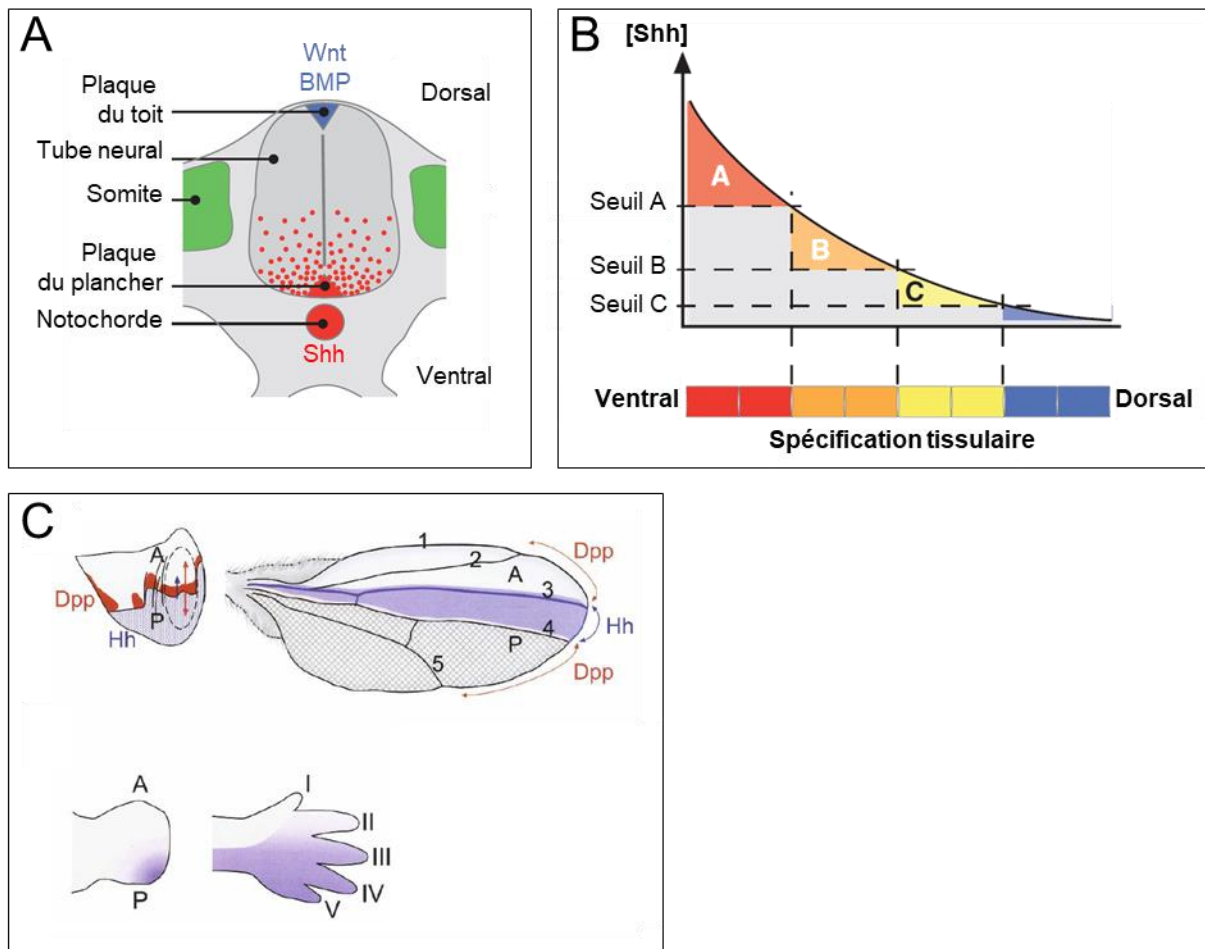 A
Wnt
BMP
Plaque
du toit
Dorsal
Tube neural
Somite
Plaque
du plancher
Notochorde
Shh
Ventral
B
[Shh]
A
Seuil A
B
Seuil B
C
Seuil C
Ventral
Dorsal
Spécification tissulaire
C
A
Dpp
P
Hh
1
2
Dpp
A
3
Hh
4
P
Dpp
5
A
P
I
II
III
IV
V